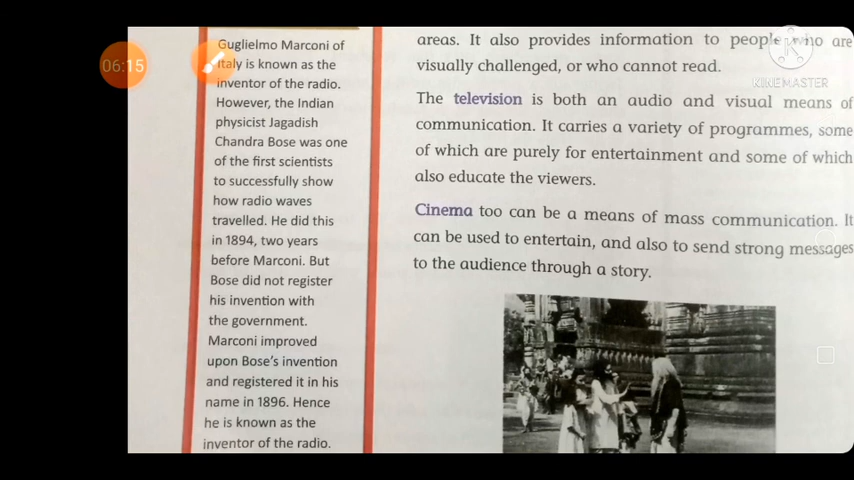 06:15
Guglielmo Marconi of
Italy is known as the
inventor of the radio.
However, the Indian
physicist Jagadish
Chandra Bose was one
of the first scientists
to successfully show
how radio waves
travelled. He did this
in 1894, two years
before Marconi. But
Bose did not register
his invention with
the government.
Marconi improved
upon Bose's invention
and registered it in his
name in 1896. Hence
he is known as the
inventor of the radio.
areas. It also provides information to people who are
visually challenged, or who cannot read.
The television is both an audio and visual means of
communication. It carries a variety of programmes, some
of which are purely for entertainment and some of which
also educate the viewers.
Cinema too can be a means of mass communication. It
can be used to entertain, and also to send strong messages
to the audience through a story.
KINEMASTER